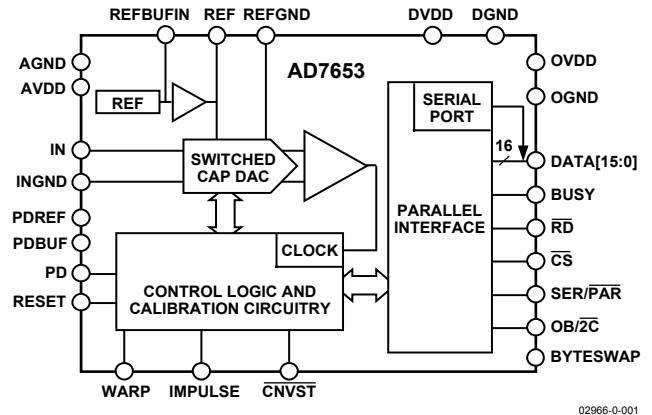 REFBUFIN REF REFGND DVDD DGND
AGND
AVDD
AD7653
OVDD
OGND
REF
SERIAL
PORT
IN
INGND
SWITCHED
CAP DAC
16
DATA[15:0]
BUSY
PDREF
PDBUF
PD
RESET
PARALLEL
INTERFACE
RD
CS
CLOCK
CONTROL LOGIC AND
CALIBRATION CIRCUITRY
SER/PAR
OB/2C
BYTESWAP
WARP IMPULSE CNVST
02966-0-001